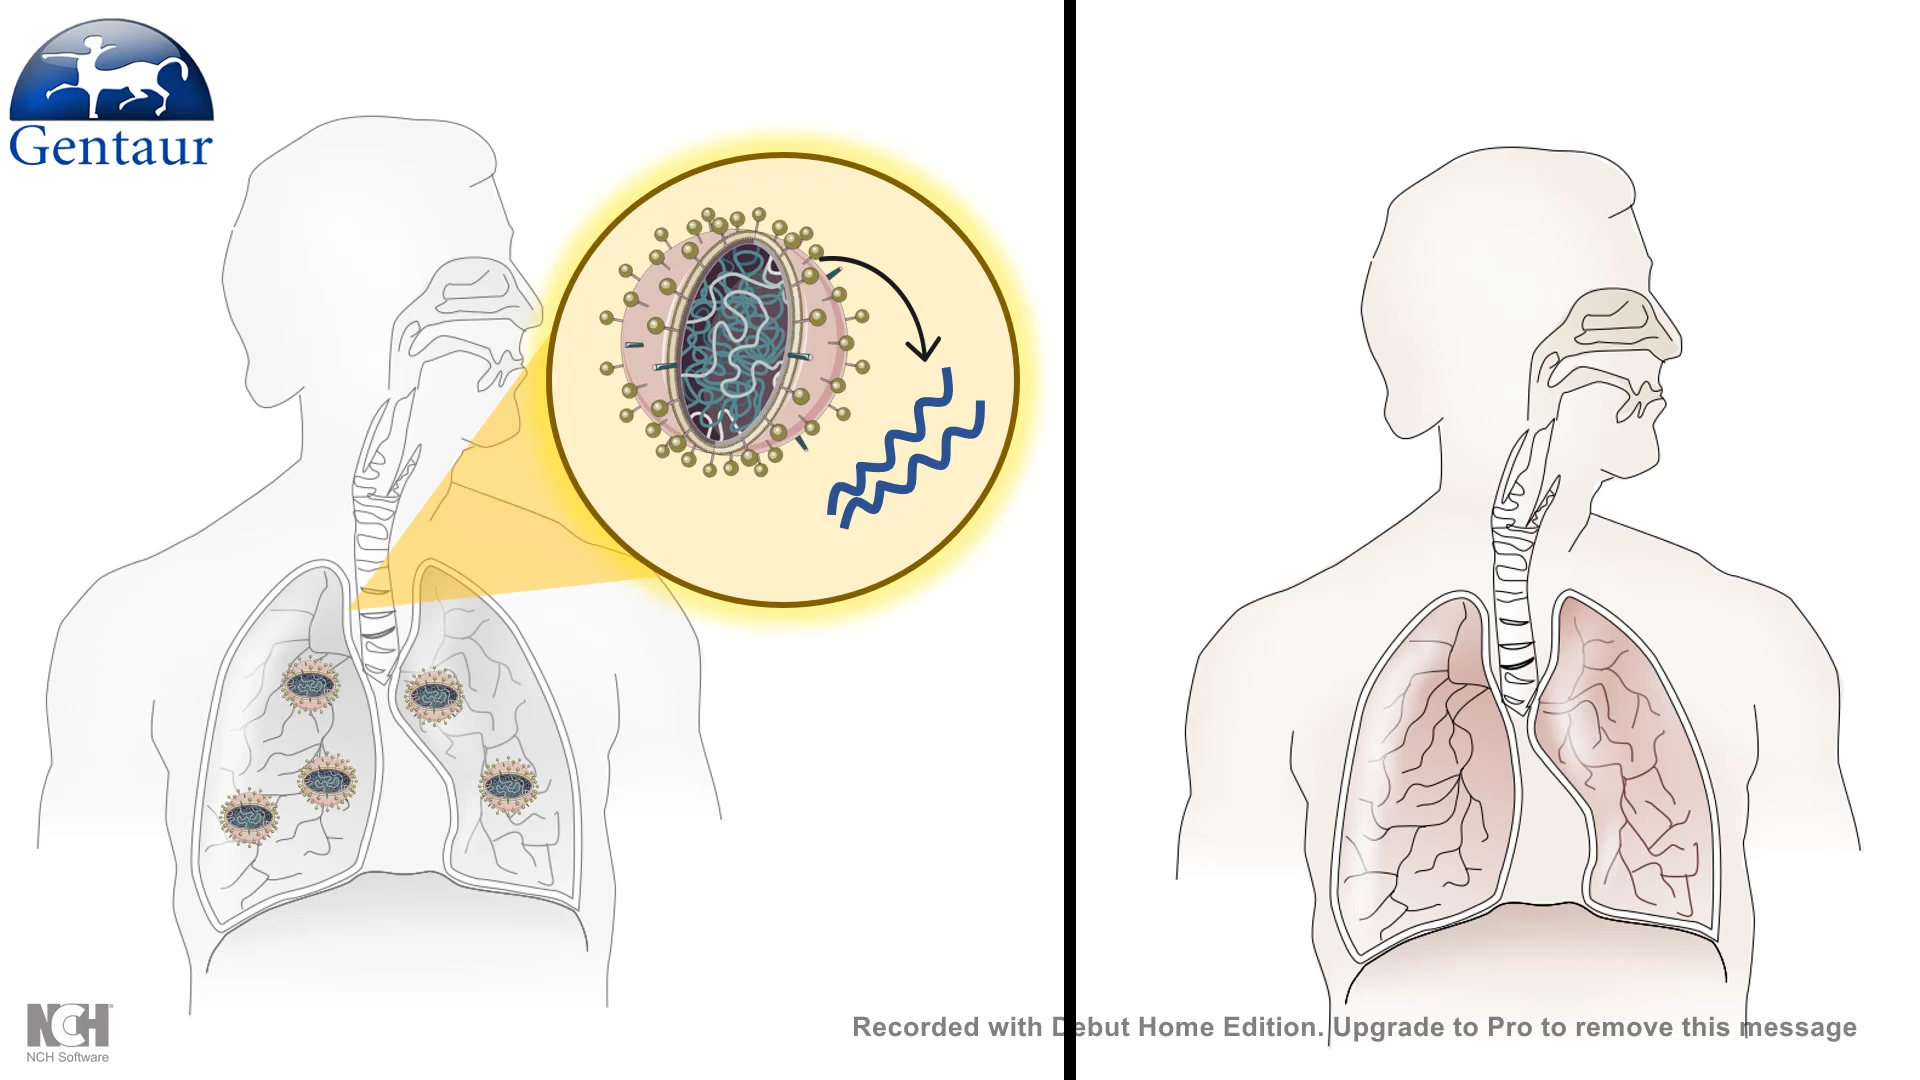 Gentaur
NCH
NCH Software
Recorded with Debut Home Edition. Upgrade to Pro to remove this message